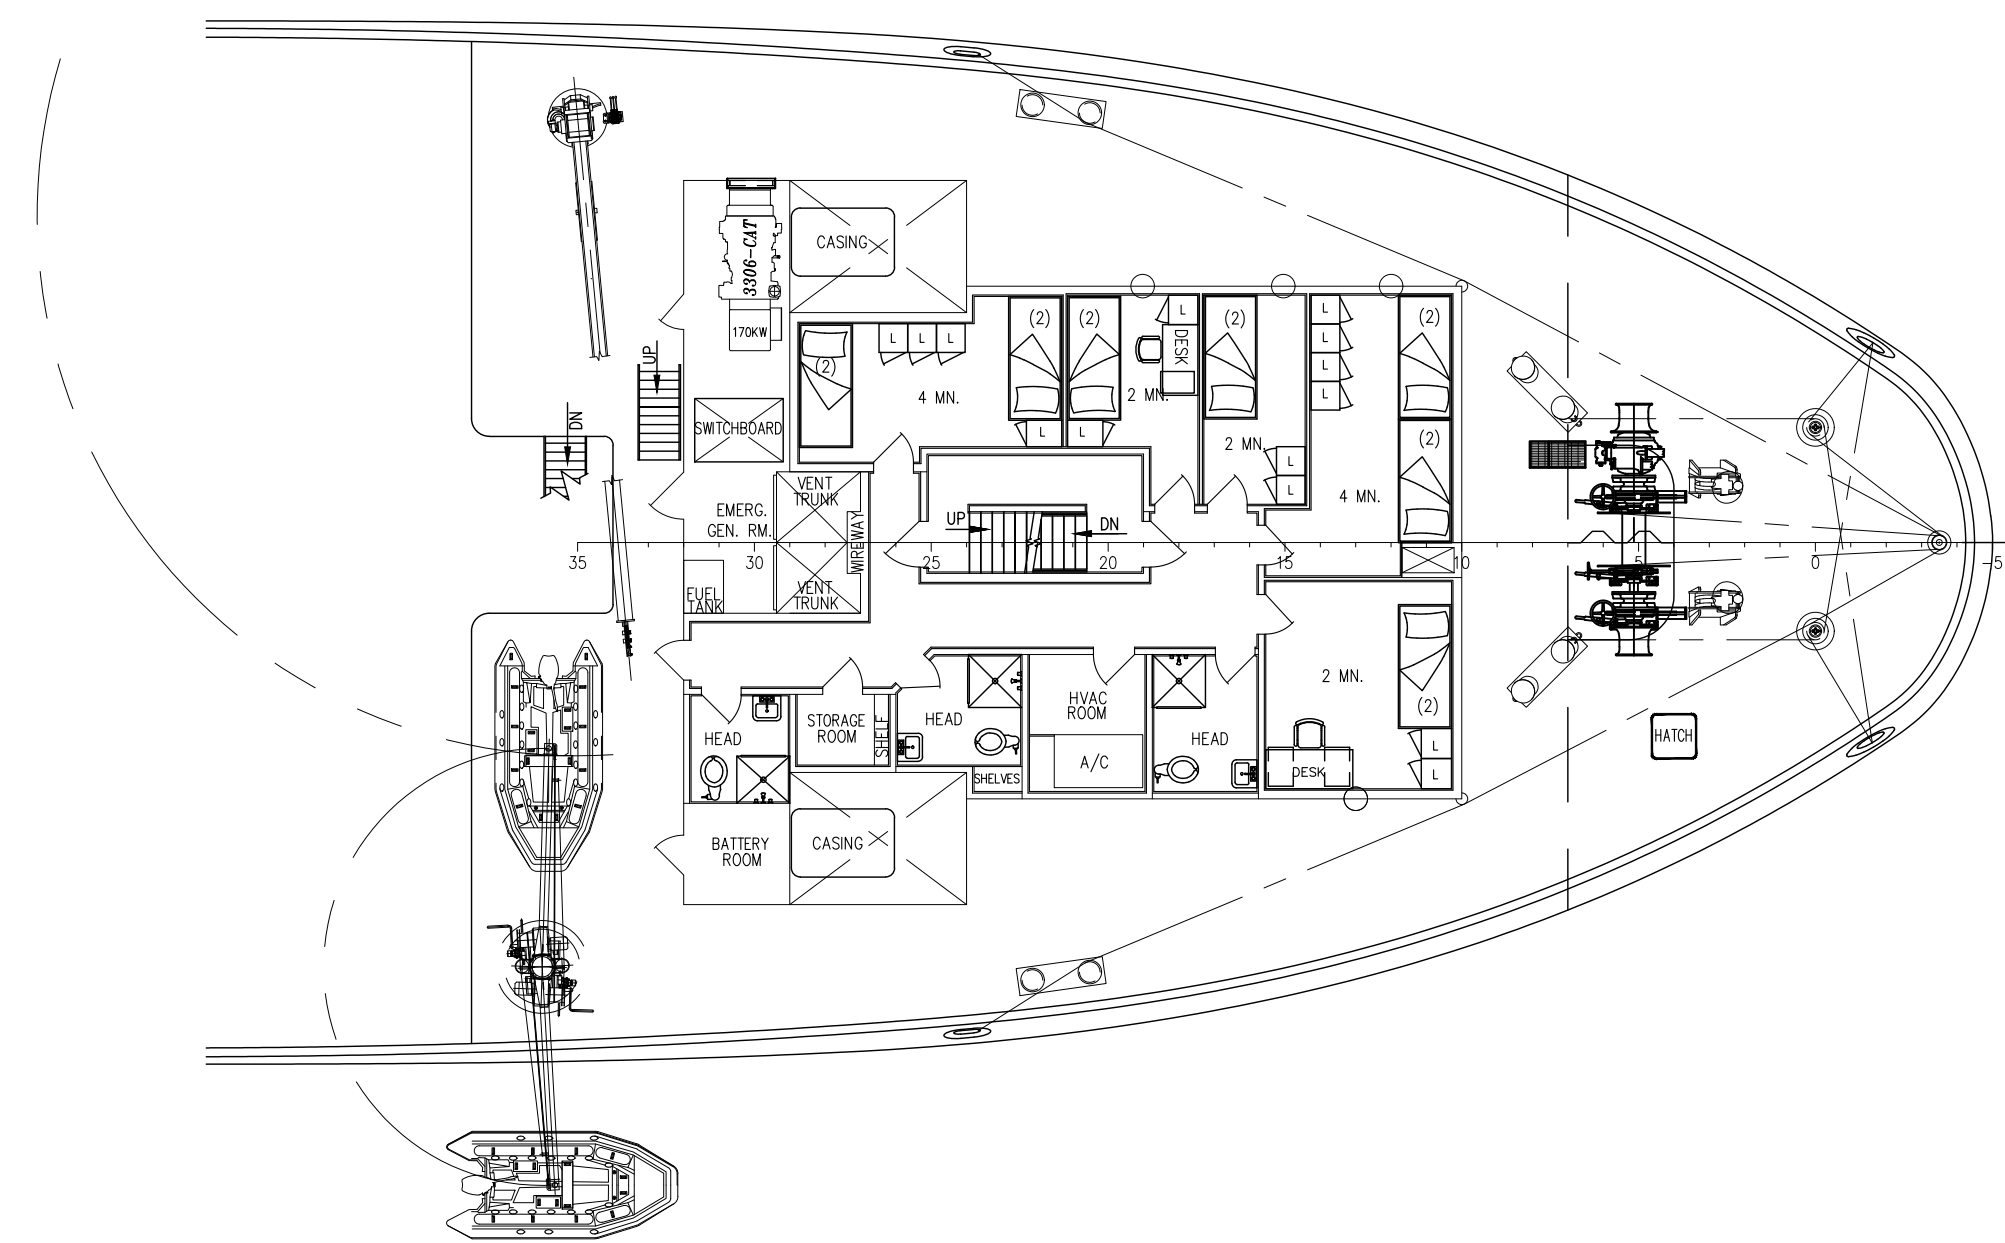 CASING
3306-CAT
170KW
UP
DN
SWITCHBOARD
(2)
L
L
L
4 MN.
(2)
L
(2)
L
2 MN.
L
DESK
(2)
2 MN.
L
L
L
L
L
L
(2)
(2)
4 MN.
VENT
TRUNK
EMERG.
GEN. RM.
WIREWAY
VENT
TRUNK
FUEL
TANK
UP
DN
35
30
25
20
15
10
5
0
-5
2 MN.
(2)
L
L
DESK
HEAD
STORAGE
ROOM
SHELF
HEAD
SHELVES
HVAC
ROOM
A/C
HEAD
HATCH
BATTERY
ROOM
CASING